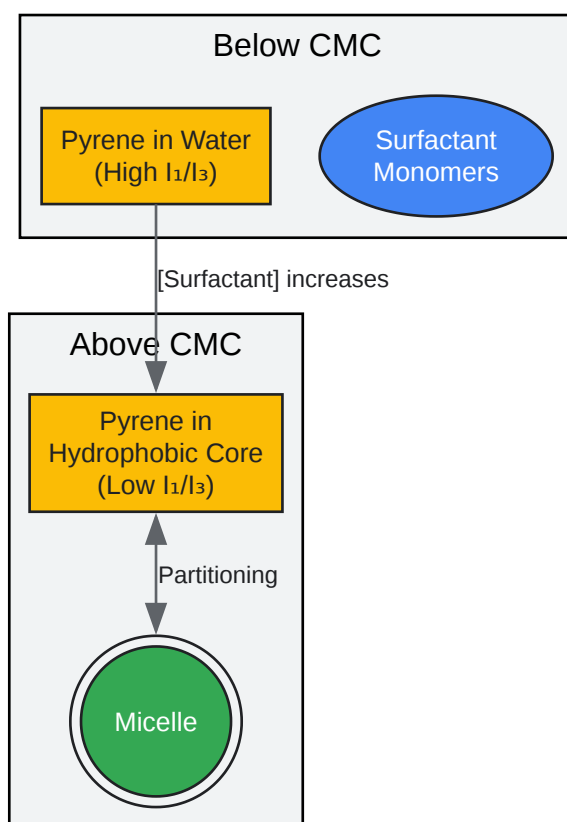 Below CMC
Pyrene in Water
(High I₁/I₃)
Surfactant
Monomers
[Surfactant] increases
Above CMC
Pyrene in
Hydrophobic Core
(Low I₁/I₃)
Partitioning
Micelle